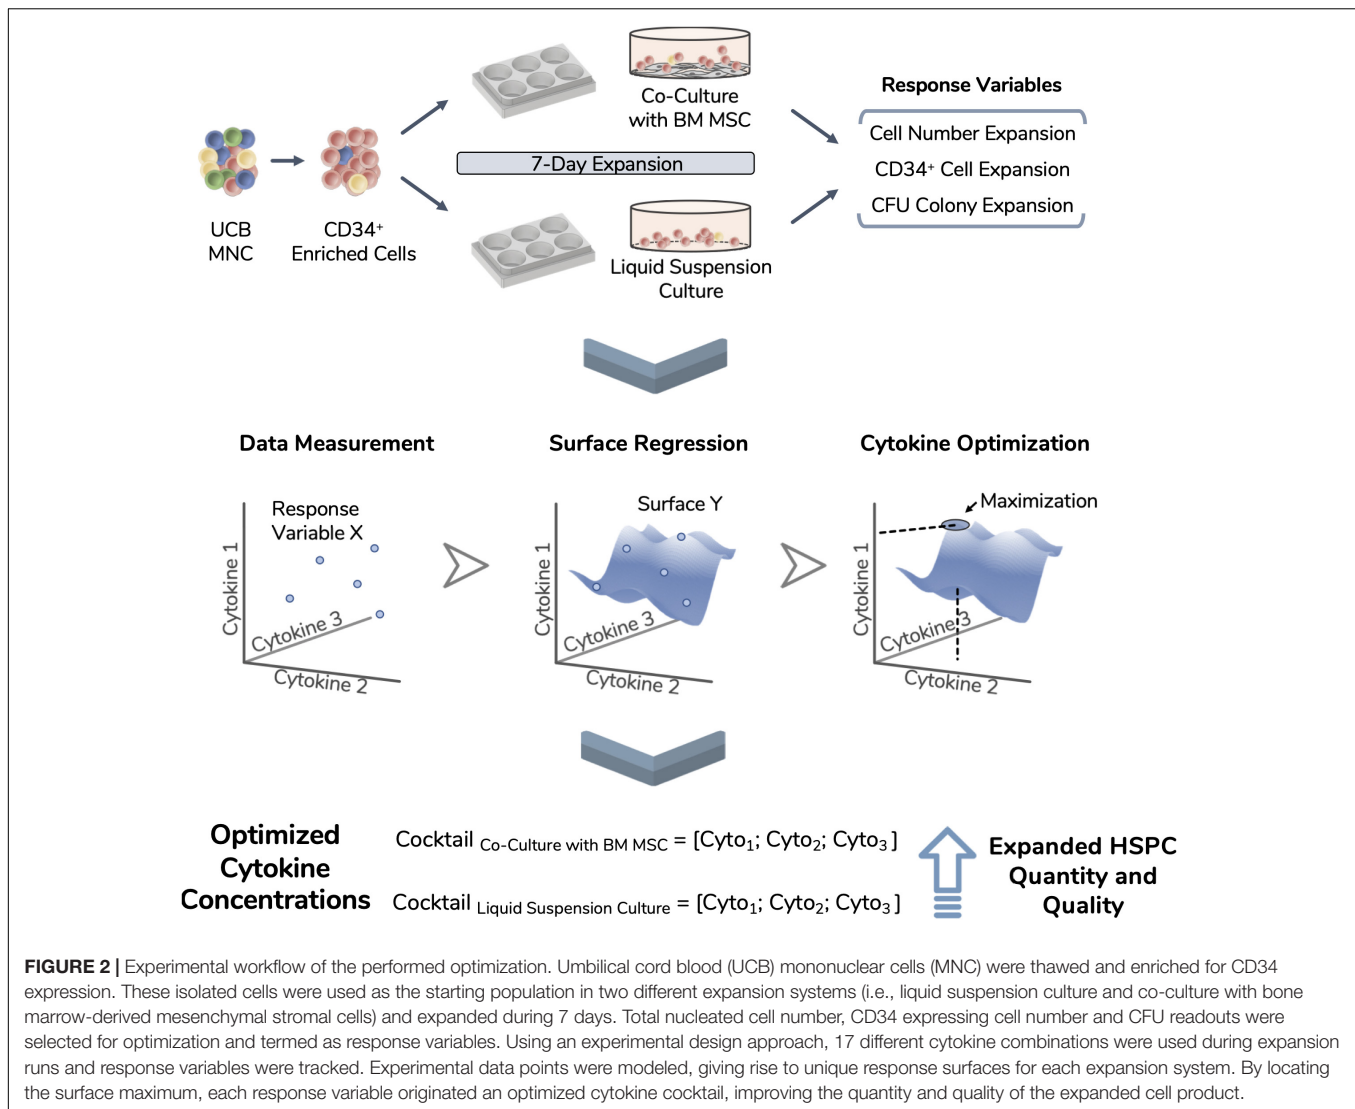 Co-Culture
with BM MSC
Response Variables
Cell Number Expansion
CD34+ Cell Expansion
CFU Colony Expansion
7-Day Expansion
UCB
MNC
CD34+
Enriched Cells
Liquid Suspension
Culture
Data Measurement
Surface Regression
Cytokine Optimization
Response
Variable X
Cytokine 1
Cytokine 3
Cytokine 2
Surface Y
Cytokine 1
Cytokine 3
Cytokine 2
Maximization
Cytokine 1
Cytokine 3
Cytokine 2
Optimized
Cytokine
Concentrations
Cocktail Co-Culture with BM MSC = [Cyto1; Cyto2; Cyto3 ]
Cocktail Liquid Suspension Culture = [Cyto1; Cyto2; Cyto3 ]
Expanded HSPC
Quantity and
Quality
FIGURE 2 | Experimental workflow of the performed optimization. Umbilical cord blood (UCB) mononuclear cells (MNC) were thawed and enriched for CD34
expression. These isolated cells were used as the starting population in two different expansion systems (i.e., liquid suspension culture and co-culture with bone
marrow-derived mesenchymal stromal cells) and expanded during 7 days. Total nucleated cell number, CD34 expressing cell number and CFU readouts were
selected for optimization and termed as response variables. Using an experimental design approach, 17 different cytokine combinations were used during expansion
runs and response variables were tracked. Experimental data points were modeled, giving rise to unique response surfaces for each expansion system. By locating
the surface maximum, each response variable originated an optimized cytokine cocktail, improving the quantity and quality of the expanded cell product.